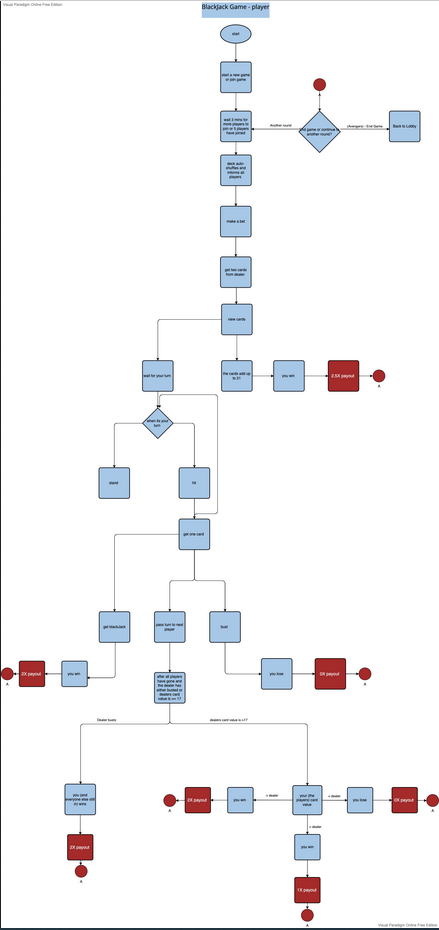 Visual Paradigm Online Free Edition
BlackJack Game - player
start
start a new game
or join game
wait 3 mins for
more players to
join or 5 players
have joined
Another round
End game or continue to
another round?
(Avengers) - End Game
Back to Lobby
deck auto-
shuffles and
informs all
players
make a bet
get two cards
from dealer
view cards
wait for your turn
the cards add up
to 21
you win
2.5X payout
A
when its your
turn
stand
hit
get one card
get blackJack
pass turn to next
player
bust
2X payout
you win
A
after all players
have gone and
the dealer has
either busted or
dealers card
value is >= 17
you lose
0X payout
A
Dealer busts
dealers card value is >17
you (and
everyone else still
in) wins
2X payout
A
2X payout
you win
> dealer
your (the
players) card
value
< dealer
you lose
0X payout
A
A
= dealer
you win
1X payout
A
Visual Paradigm Online Free Edition